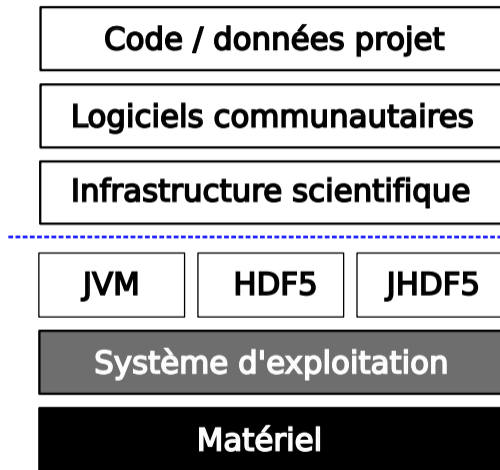 Code / données projet
Logiciels communautaires
Infrastructure scientifique
JVM HDF5 JHDF5
Système d'exploitation
Matériel